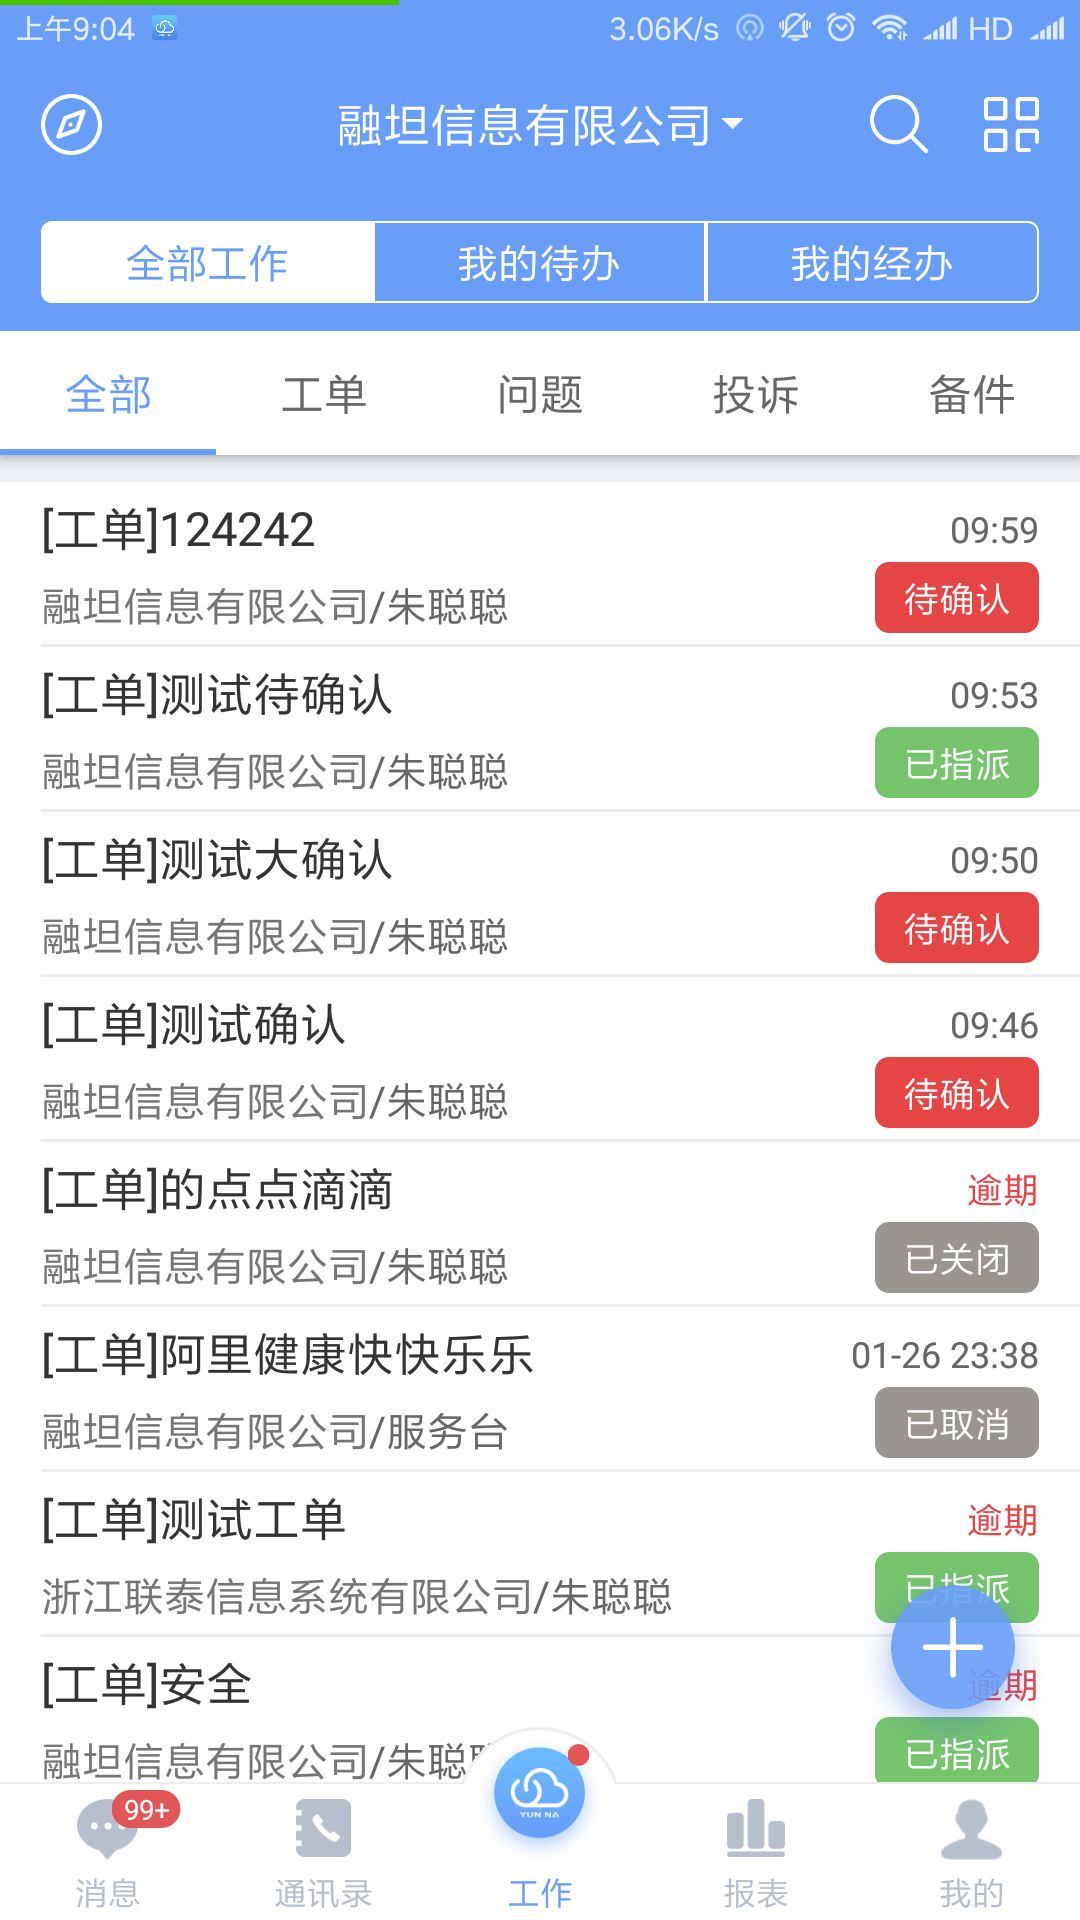 上午9:04 3.06K/s HD
融坦信息有限公司
全部工作 我的待办 我的经办
全部 工单 问题 投诉 备件
[工单]124242 09:59
融坦信息有限公司/朱聪聪 待确认
[工单]测试待确认 09:53
融坦信息有限公司/朱聪聪 已指派
[工单]测试大确认 09:50
融坦信息有限公司/朱聪聪 待确认
[工单]测试确认 09:46
融坦信息有限公司/朱聪聪 待确认
[工单]的点点滴滴 逾期
融坦信息有限公司/朱聪聪 已关闭
[工单]阿里健康快快乐乐 01-26 23:38
融坦信息有限公司/服务台 已取消
[工单]测试工单 逾期
浙江联泰信息系统有限公司/朱聪聪 已指派
[工单]安全 逾期
融坦信息有限公司/朱聪 已指派
99+ YUN NA
消息 通讯录 工作 报表 我的